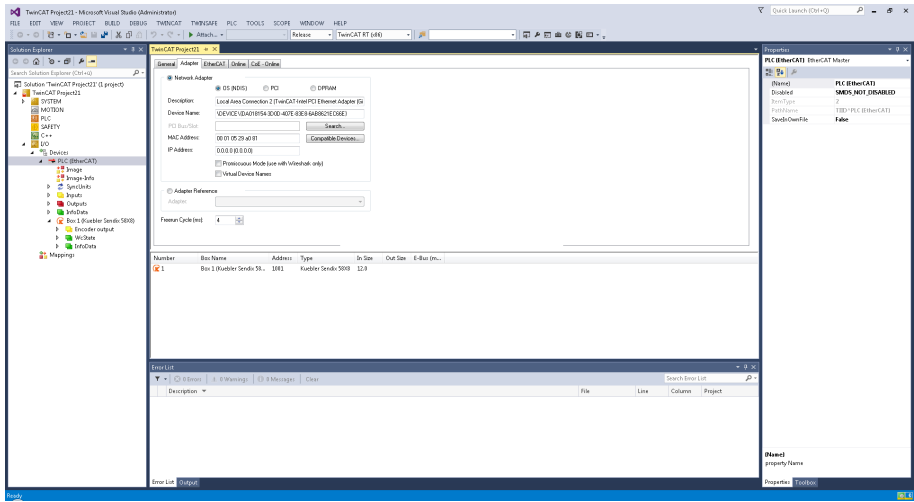 TwinCAT Project21 - Microsoft Visual Studio (Administrator)
Quick Launch (Ctrl+Q)
FILE EDIT VIEW PROJECT BUILD DEBUG TWINCAT TWINSAFE PLC TOOLS SCOPE WINDOW HELP
Attach... Release TwinCAT RT (x86)
Solution Explorer
Search Solution Explorer (Ctrl+ü)
Solution 'TwinCAT Project21' (1 project)
TwinCAT Project21
SYSTEM
MOTION
PLC
SAFETY
C++
I/O
Devices
PLC (EtherCAT)
Image
Image-Info
SyncUnits
Inputs
Outputs
InfoData
Box 1 (Kuebler Sendix 58X8)
Encoder output
WcState
InfoData
Mappings
TwinCAT Project21
General Adapter EtherCAT Online CoE - Online
Network Adapter
OS (NDIS) PCI DPRAM
Description: Local Area Connection 2 (TwinCAT-Intel PCI Ethernet Adapter (Gi
Device Name:
PCI Bus/Slot: Search...
MAC Address: 00 01 05 29 a0 81 Compatible Devices...
IP Address: 0.0.0.0 (0.0.0.0)
Promiscuous Mode (use with Wireshark only)
Virtual Device Names
Adapter Reference
Adapter:
Freerun Cycle (ms): 4
Number Box Name Address Type In Size Out Size E-Bus (m...
1 Box 1 (Kuebler Sendix 58... 1001 Kuebler Sendix 58X8 12.0
Error List
0 Errors 0 Warnings 0 Messages Clear
Search Error List
Description File Line Column Project
Error List Output
Properties
PLC (EtherCAT) EtherCAT Master
(Name) PLC (EtherCAT)
Disabled SMDS_NOT_DISABLED
ItemType 2
PathName TIID^PLC (EtherCAT)
SaveInOwnFile False
(Name)
property Name
Properties Toolbox
Ready